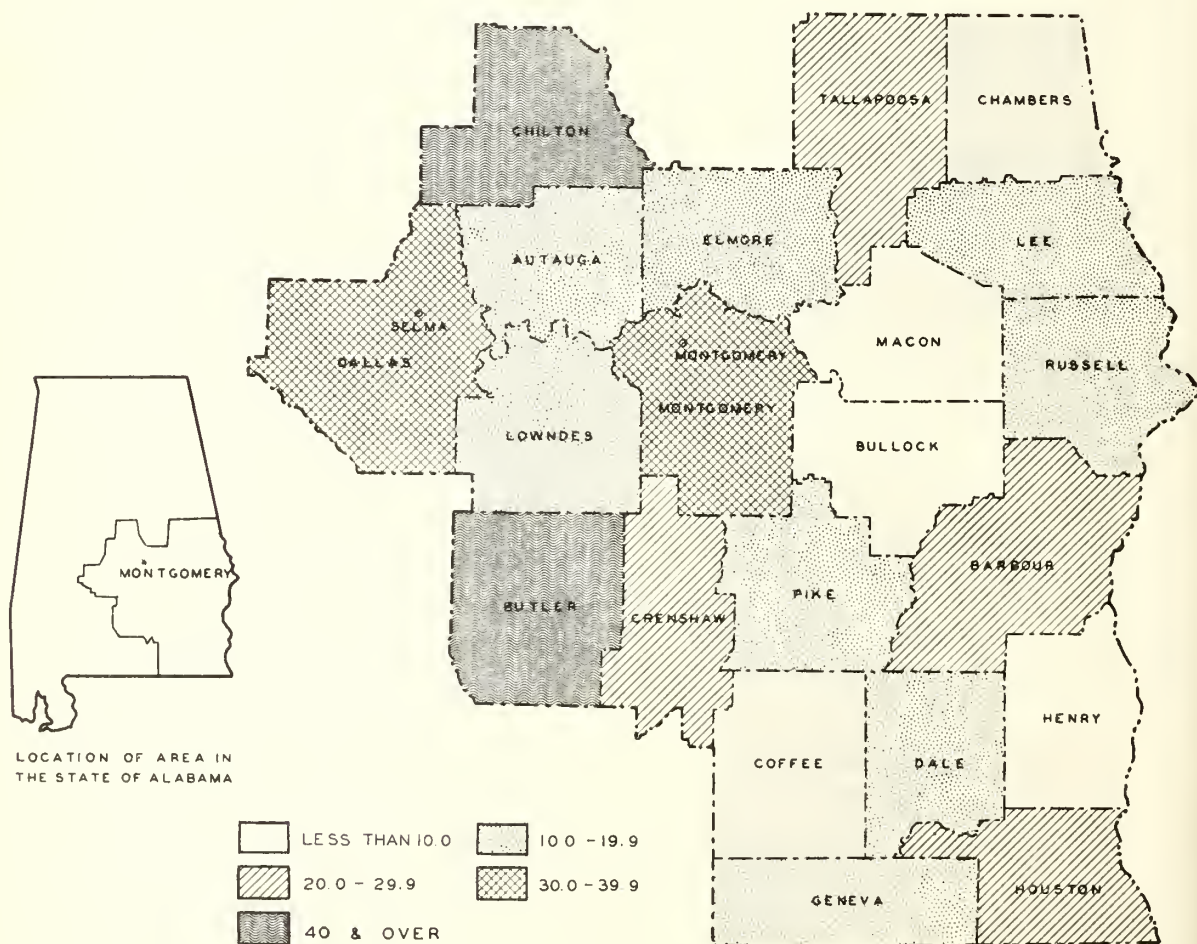 TALLAPOOSA
CHAMBERS
CHILTON
ELMORE
LEE
AUTAUGA
SELMA
DALLAS
MACON
MONTGOMERY
RUSSELL
MONTGOMERY
LOWNDES
BULLOCK
MONTGOMERY
BARBOUR
PIKE
BUTLER
CRENSHAW
HENRY
COFFEE
DALE
LOCATION OF AREA IN
THE STATE OF ALABAMA
LESS THAN 10.0
10.0 - 19.9
20.0 - 29.9
30.0 - 39.9
40 & OVER
HOUSTON
GENEVA